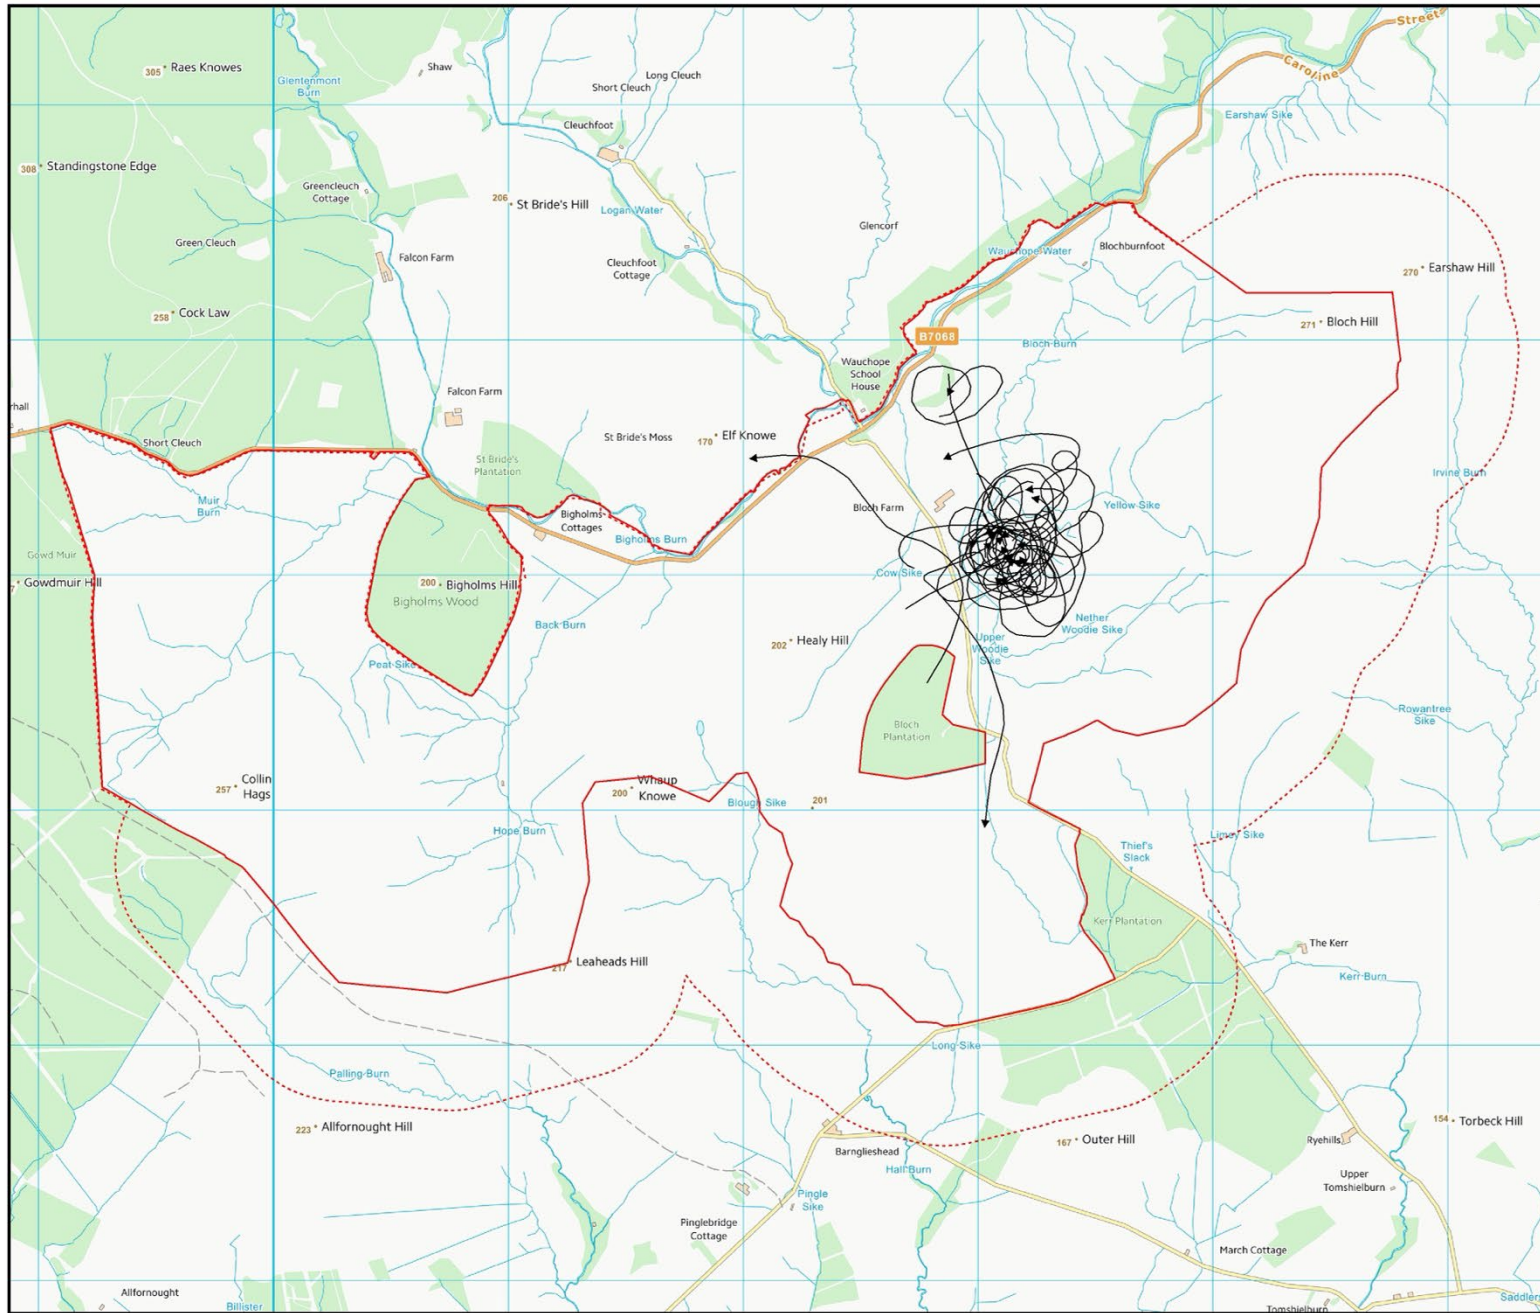 Street
Caroline
305 Raes Knowes
Shaw
Long Cleuch
Short Cleuch
Glentenmont
Burn
Cleuchfoot
Earshaw Sike
308 Standingstone Edge
Greencleuch
Cottage
206 St Bride's Hill
Logan Water
Glencorf
Green Cleuch
Falcon Farm
Cleuchfoot
Cottage
Wauchope Water
Blochburnfoot
270 Earshaw Hill
258 Cock Law
271 Bloch Hill
B7068
Bloch Burn
Wauchope
School
House
Falcon Farm
rhall
Short Cleuch
St Bride's Moss
170 Elf Knowe
St Bride's
Plantation
Irvine Burn
Muir
Burn
Bigholms
Cottages
Bloch Farm
Yellow Sike
Bigholms Burn
Gowd Muir
7 Gowdmuir Hill
200 Bigholms Hill
Bigholms Wood
Cow Sike
Back Burn
Nether
Woodie Sike
202 Healy Hill
Upper
Woodie
Sike
Peat Sike
Rowantree
Sike
Bloch
Plantation
257 Collin
Hags
200 Whaup
Knowe
Blough Sike
201
Hope Burn
Limey Sike
Thief's
Slack
Kerr Plantation
The Kerr
217 Leaheads Hill
Kerr Burn
Long Sike
Palling Burn
223 Allfornought Hill
154 Torbeck Hill
167 Outer Hill
Ryehills
Barnglieshead
Hall Burn
Upper
Tomshielburn
Pingle
Sike
Pinglebridge
Cottage
March Cottage
Allfornought
Billister
Tomshielburn
Saddler